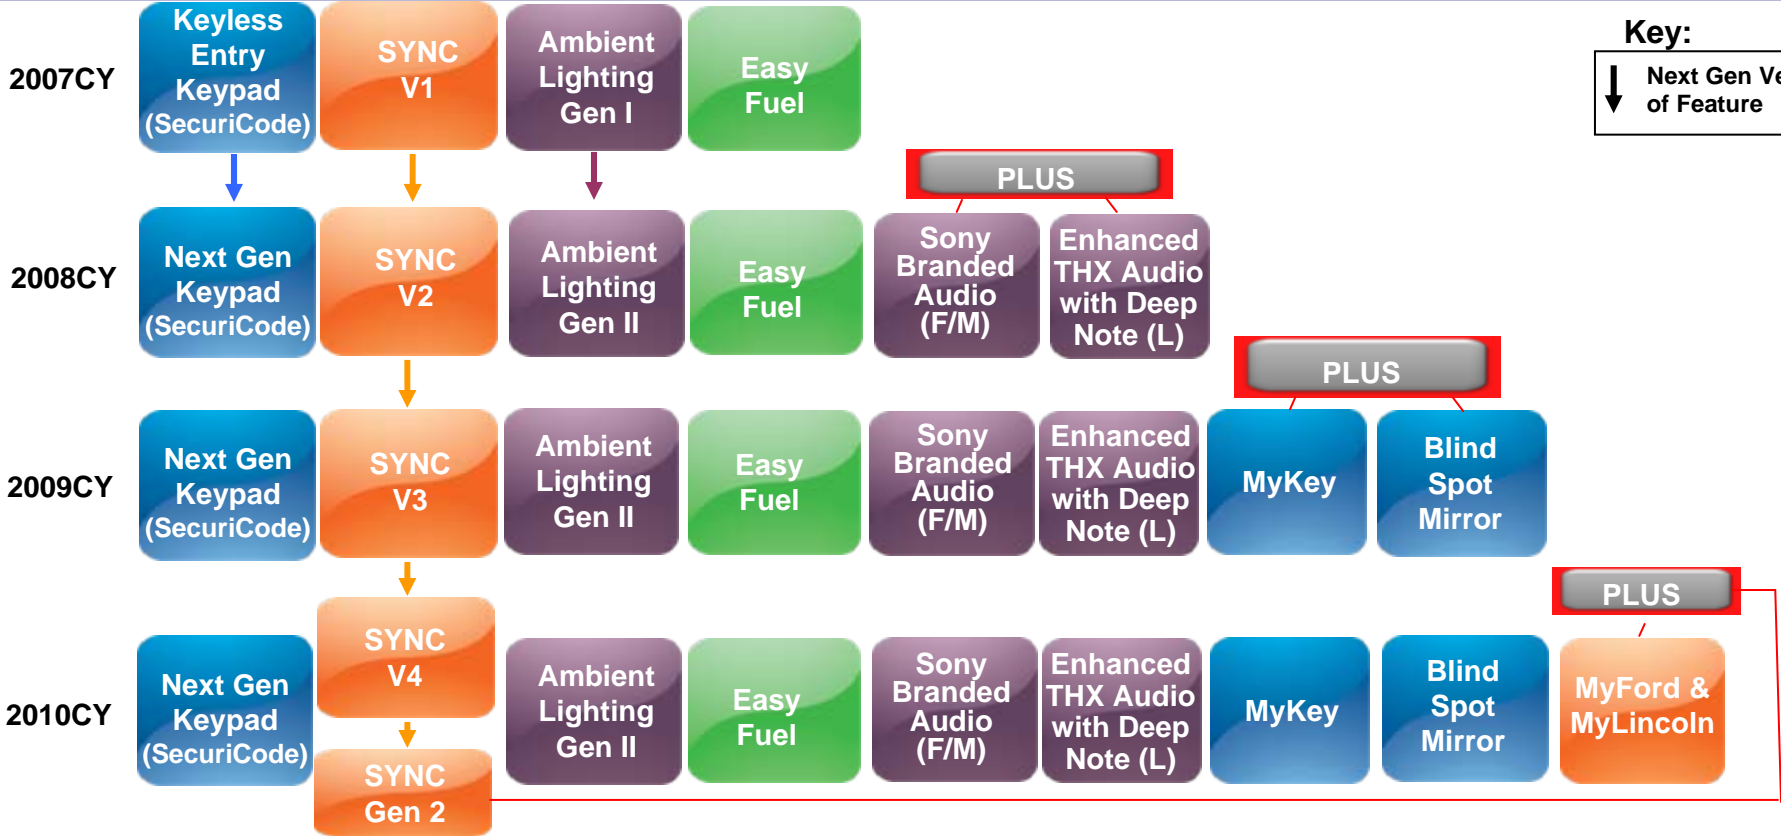 Key:
Next Gen Ve
of Feature
2007CY
Keyless
Entry
Keypad
(SecuriCode)
SYNC
V1
Ambient
Lighting
Gen I
Easy
Fuel
PLUS
2008CY
Next Gen
Keypad
(SecuriCode)
SYNC
V2
Ambient
Lighting
Gen II
Easy
Fuel
Sony
Branded
Audio
(F/M)
Enhanced
THX Audio
with Deep
Note (L)
PLUS
2009CY
Next Gen
Keypad
(SecuriCode)
SYNC
V3
Ambient
Lighting
Gen II
Easy
Fuel
Sony
Branded
Audio
(F/M)
Enhanced
THX Audio
with Deep
Note (L)
MyKey
Blind
Spot
Mirror
PLUS
2010CY
Next Gen
Keypad
(SecuriCode)
SYNC
V4
SYNC
Gen 2
Ambient
Lighting
Gen II
Easy
Fuel
Sony
Branded
Audio
(F/M)
Enhanced
THX Audio
with Deep
Note (L)
MyKey
Blind
Spot
Mirror
MyFord &
MyLincoln